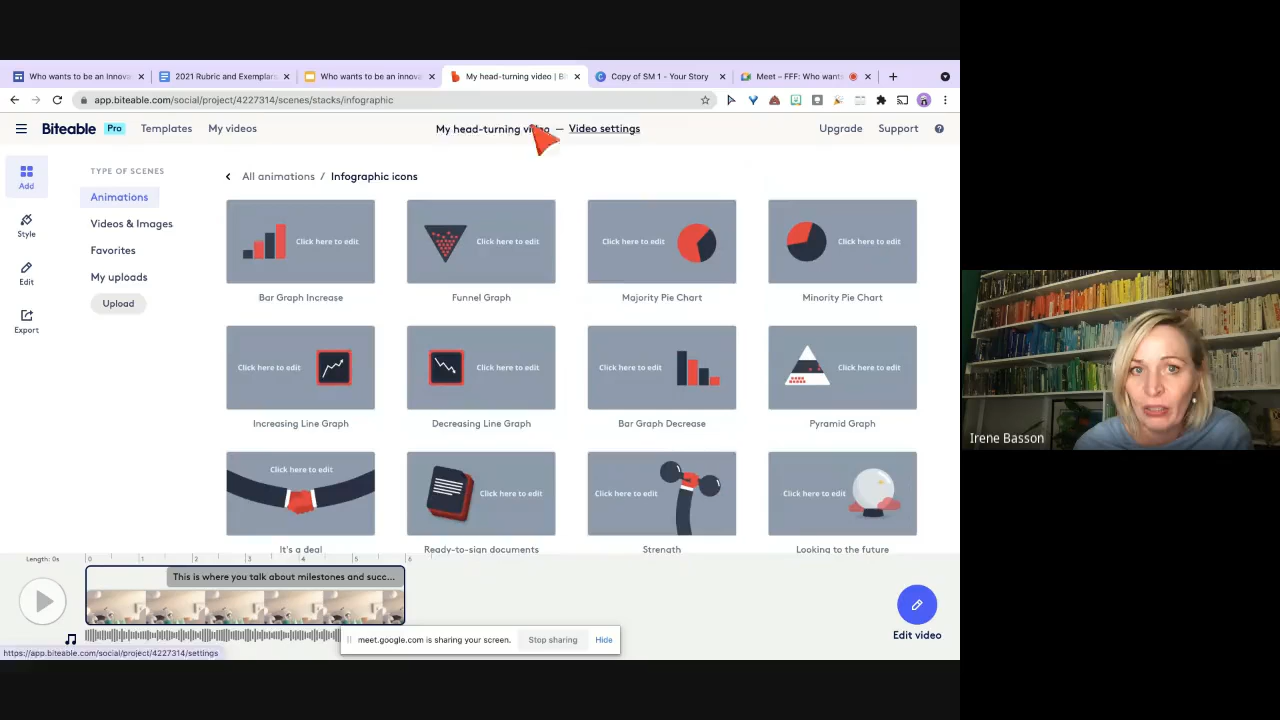 Who wants to be an Innova
2021 Rubric and Exemplars
Who wants to be an innova
My head-turning video | Bi
Copy of SM 1 - Your Story
Meet – FFF: Who want
app.biteable.com/social/project/4227314/scenes/stacks/infographic
Biteable Pro Templates My videos
My head-turning video — Video settings
Upgrade Support
Add
Style
Edit
Export
TYPE OF SCENES
Animations
Videos & Images
Favorites
My uploads
Upload
All animations / Infographic icons
Click here to edit
Click here to edit
Click here to edit
Click here to edit
Bar Graph Increase
Funnel Graph
Majority Pie Chart
Minority Pie Chart
Click here to edit
Click here to edit
Click here to edit
Click here to edit
Increasing Line Graph
Decreasing Line Graph
Bar Graph Decrease
Pyramid Graph
Click here to edit
Click here to edit
Click here to edit
Click here to edit
It's a deal
Ready-to-sign documents
Strength
Looking to the future
Irene Basson
Length: 0s
0 1 2 3 4 5 6
This is where you talk about milestones and succ...
Edit video
meet.google.com is sharing your screen. Stop sharing Hide
https://app.biteable.com/social/project/4227314/settings